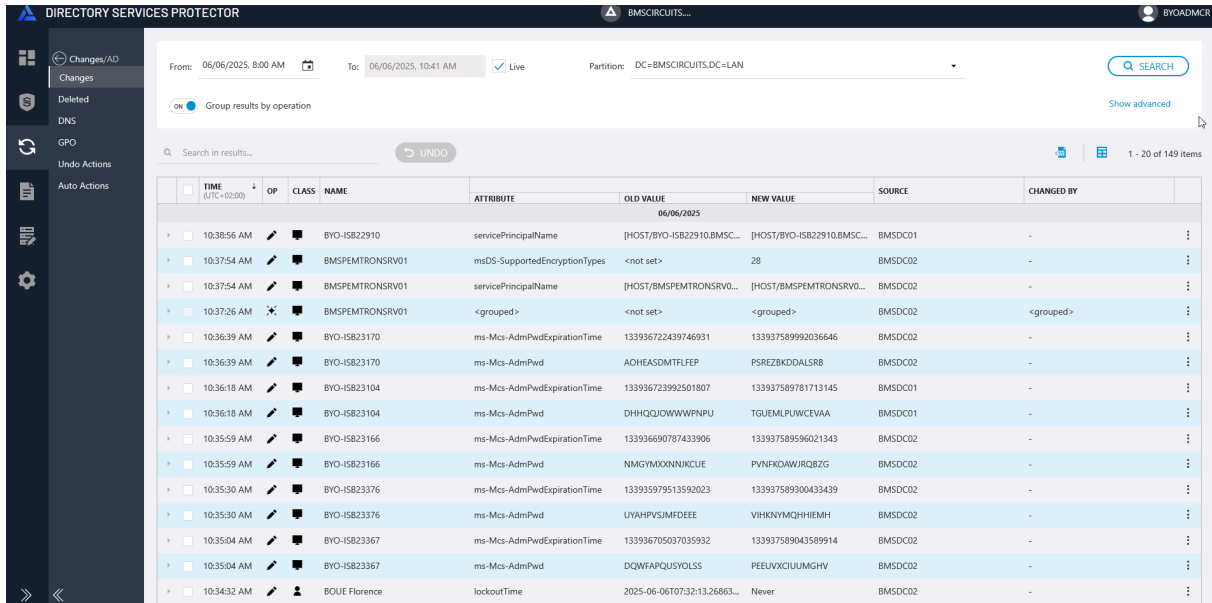 DIRECTORY SERVICES PROTECTOR BMSCIRCUITS.... BYOADMCR
Changes/AD
Changes
Deleted
DNS
GPO
Undo Actions
Auto Actions
From: 06/06/2025, 8:00 AM To: 06/06/2025, 10:41 AM Live Partition: DC=BMSCIRCUITS,DC=LAN SEARCH
ON Group results by operation Show advanced
Search in results... UNDO 1 - 20 of 149 items
TIME (UTC+02:00) OP CLASS NAME ATTRIBUTE OLD VALUE NEW VALUE SOURCE CHANGED BY
06/06/2025
10:38:56 AM BYO-ISB22910 servicePrincipalName [HOST/BYO-ISB22910.BMSC... [HOST/BYO-ISB22910.BMSC... BMSDC01 -
10:37:54 AM BMSPEMTRONSRV01 msDS-SupportedEncryptionTypes <not set> 28 BMSDC02 -
10:37:54 AM BMSPEMTRONSRV01 servicePrincipalName [HOST/BMSPEMTRONSRV0... [HOST/BMSPEMTRONSRV0... BMSDC02 -
10:37:26 AM BMSPEMTRONSRV01 <grouped> <not set> <grouped> BMSDC02 <grouped>
10:36:39 AM BYO-ISB23170 ms-Mcs-AdmPwdExpirationTime 133936722439746931 133937589992036646 BMSDC02 -
10:36:39 AM BYO-ISB23170 ms-Mcs-AdmPwd AOHEASDMTFLFEP PSREZBKDDALSRB BMSDC02 -
10:36:18 AM BYO-ISB23104 ms-Mcs-AdmPwdExpirationTime 133936723992501807 133937589781713145 BMSDC01 -
10:36:18 AM BYO-ISB23104 ms-Mcs-AdmPwd DHHQQJOWWWPNPU TGUEMLPUWCEVAA BMSDC01 -
10:35:59 AM BYO-ISB23166 ms-Mcs-AdmPwdExpirationTime 133936690787433906 133937589596021343 BMSDC02 -
10:35:59 AM BYO-ISB23166 ms-Mcs-AdmPwd NMGYMXXNNJKCUE PVNFKOAWJRQBZG BMSDC02 -
10:35:30 AM BYO-ISB23376 ms-Mcs-AdmPwdExpirationTime 133935979513592023 133937589300433439 BMSDC02 -
10:35:30 AM BYO-ISB23376 ms-Mcs-AdmPwd UYAHPVSJMFDEEE VIHKNYMQHHIEMH BMSDC02 -
10:35:04 AM BYO-ISB23367 ms-Mcs-AdmPwdExpirationTime 133936705037035932 133937589043589914 BMSDC02 -
10:35:04 AM BYO-ISB23367 ms-Mcs-AdmPwd DQWFAPQUSYOLSS PEEUVXCIUUMGHV BMSDC02 -
10:34:32 AM BOUE Florence lockoutTime 2025-06-06T07:32:13.26863... Never BMSDC02 -